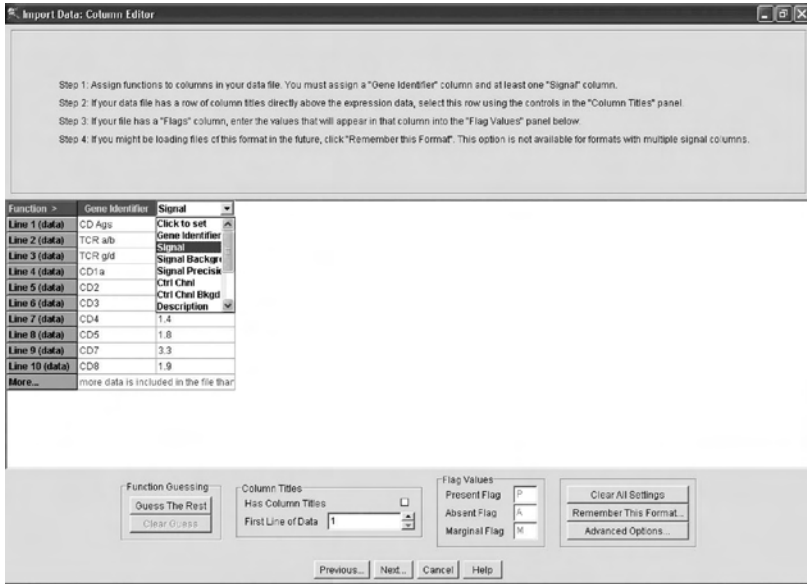 Import Data: Column Editor
Step 1: Assign functions to columns in your data file. You must assign a "Gene Identifier" column and at least one "Signal" column.
Step 2: If your data file has a row of column titles directly above the expression data, select this row using the controls in the "Column Titles" panel.
Step 3: If your file has a "Flags" column, enter the values that will appear in that column into the "Flag Values" panel below.
Step 4: If you might be loading files of this format in the future, click "Remember this Format". This option is not available for formats with multiple signal columns.
Function > Gene Identifier Signal
Line 1 (data) CD Ags Click to set
Line 2 (data) TCR a/b Gene Identifier
Signal
Line 3 (data) TCR g/d Signal Backgr
Line 4 (data) CD1a Signal Precisi
Line 5 (data) CD2 Ctrl Chnl
Ctrl Chnl Bkgd
Line 6 (data) CD3 Description
Line 7 (data) CD4 1.4
Line 8 (data) CD5 1.8
Line 9 (data) CD7 3.3
Line 10 (data) CD8 1.9
More... more data is included in the file than
Function Guessing
Guess The Rest
Clear Guess
Column Titles
Has Column Titles
First Line of Data 1
Flag Values
Present Flag P
Absent Flag A
Marginal Flag M
Clear All Settings
Remember This Format...
Advanced Options...
Previous... Next... Cancel Help